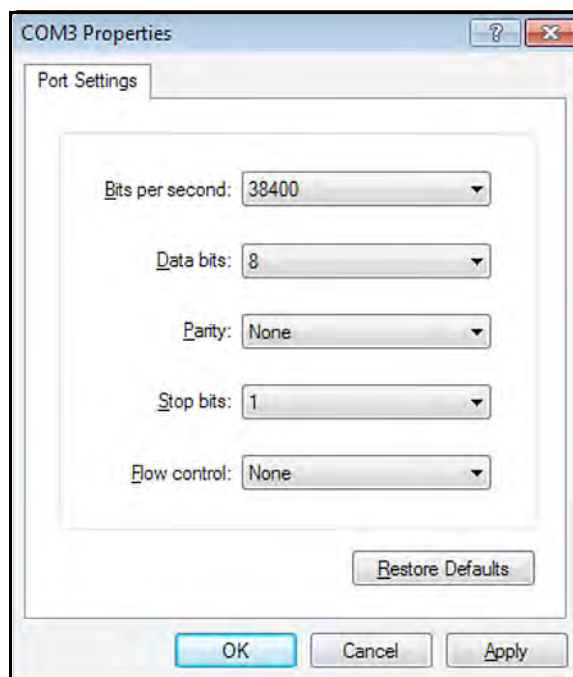 COM3 Properties
Port Settings
Bits per second: 38400
Data bits: 8
Parity: None
Stop bits: 1
Flow control: None
Restore Defaults
OK Cancel Apply